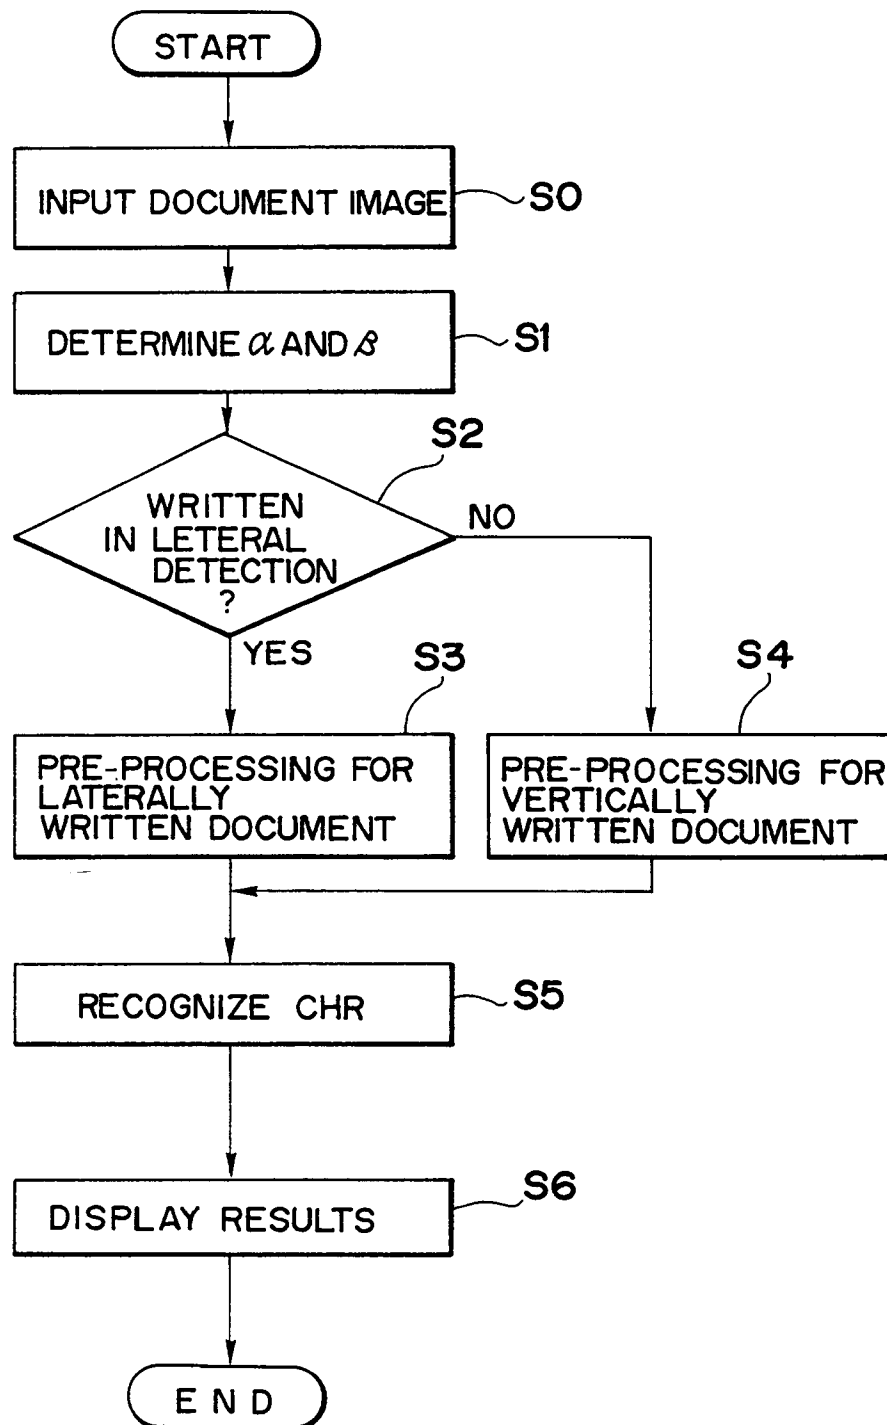 START
INPUT DOCUMENT IMAGE
S0
DETERMINE α AND β
S1
S2
WRITTEN
IN LETERAL
DETECTION
?
NO
YES
S3
S4
PRE-PROCESSING FOR
LATERALLY
WRITTEN DOCUMENT
PRE-PROCESSING FOR
VERTICALLY
WRITTEN DOCUMENT
RECOGNIZE CHR
S5
DISPLAY RESULTS
S6
END